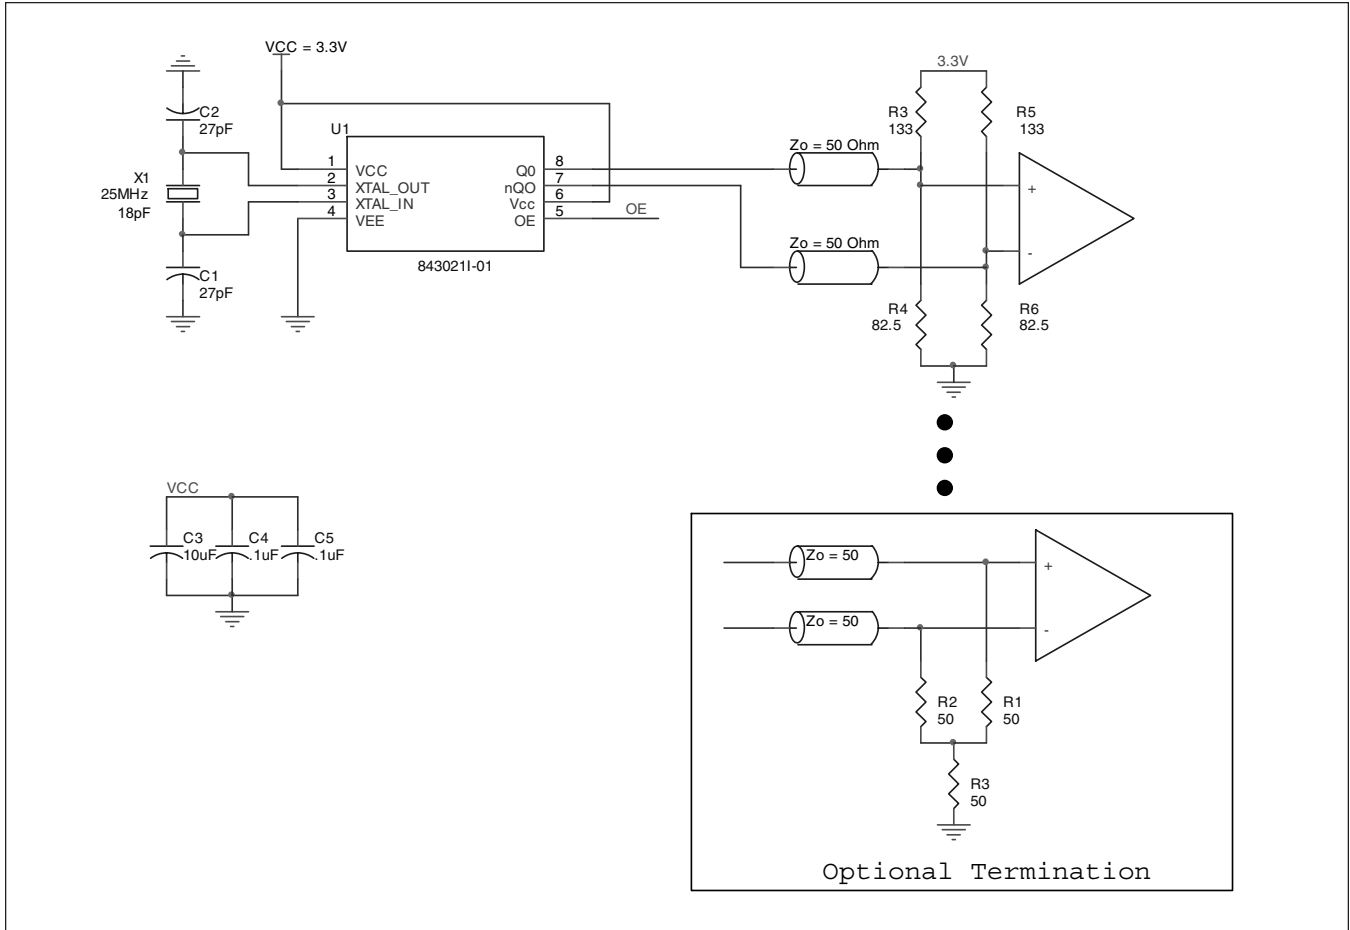 VCC = 3.3V
C2
27pF
X1
25MHz
18pF
C1
27pF
U1
1
2
3
4
VCC
XTAL_OUT
XTAL_IN
VEE
Q0
nQ0
Vcc
OE
8
7
6
5
OE
843021I-01
Zo = 50 Ohm
Zo = 50 Ohm
3.3V
R3
133
R5
133
+
-
R4
82.5
R6
82.5
VCC
C3
10uF
C4
.1uF
C5
.1uF
Zo = 50
Zo = 50
+
-
R2
50
R1
50
R3
50
Optional Termination